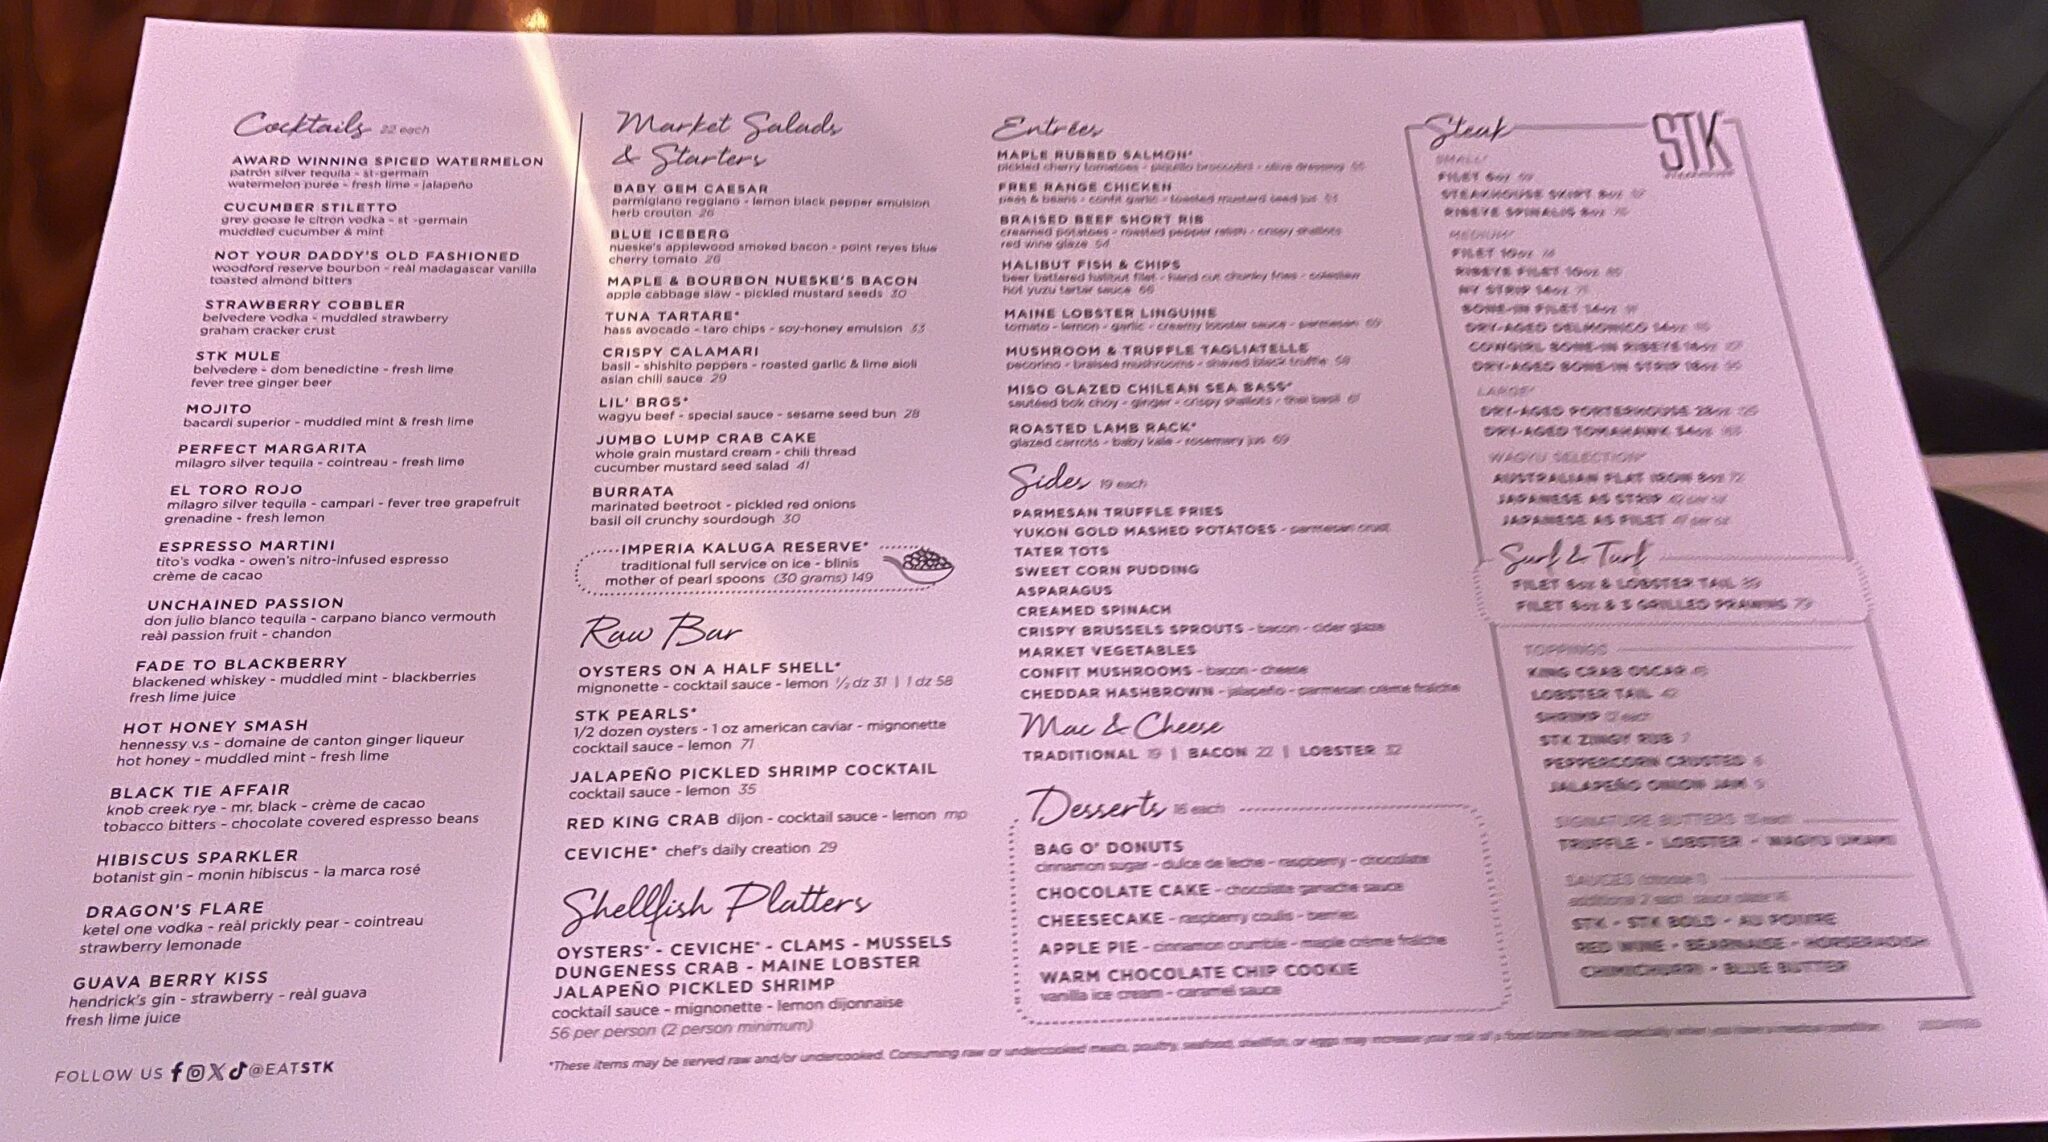 Cocktails 22 each
AWARD WINNING SPICED WATERMELON
patrón silver tequila - st-germain
watermelon purée - fresh lime - jalapeño
CUCUMBER STILETTO
grey goose le citron vodka - st -germain
muddled cucumber & mint
NOT YOUR DADDY'S OLD FASHIONED
woodford reserve bourbon - reàl madagascar vanilla
toasted almond bitters
STRAWBERRY COBBLER
belvedere vodka - muddled strawberry
graham cracker crust
STK MULE
belvedere - dom benedictine - fresh lime
fever tree ginger beer
MOJITO
bacardi superior - muddled mint & fresh lime
PERFECT MARGARITA
milagro silver tequila - cointreau - fresh lime
EL TORO ROJO
milagro silver tequila - campari - fever tree grapefruit
grenadine - fresh lemon
ESPRESSO MARTINI
tito's vodka - owen's nitro-infused espresso
crème de cacao
UNCHAINED PASSION
don julio blanco tequila - carpano bianco vermouth
reàl passion fruit - chandon
FADE TO BLACKBERRY
blackened whiskey - muddled mint - blackberries
fresh lime juice
HOT HONEY SMASH
hennessy v.s - domaine de canton ginger liqueur
hot honey - muddled mint - fresh lime
BLACK TIE AFFAIR
knob creek rye - mr. black - crème de cacao
tobacco bitters - chocolate covered espresso beans
HIBISCUS SPARKLER
botanist gin - monin hibiscus - la marca rosé
DRAGON'S FLARE
ketel one vodka - reàl prickly pear - cointreau
strawberry lemonade
GUAVA BERRY KISS
hendrick's gin - strawberry - reàl guava
fresh lime juice
FOLLOW US @EATSTK
Market Salads
& Starters
BABY GEM CAESAR
parmigiano reggiano - lemon black pepper emulsion
herb crouton 26
BLUE ICEBERG
nueske's applewood smoked bacon - point reyes blue
cherry tomato 26
MAPLE & BOURBON NUESKE'S BACON
apple cabbage slaw - pickled mustard seeds 30
TUNA TARTARE*
hass avocado - taro chips - soy-honey emulsion 33
CRISPY CALAMARI
basil - shishito peppers - roasted garlic & lime aioli
asian chili sauce 29
LIL' BRGS*
wagyu beef - special sauce - sesame seed bun 28
JUMBO LUMP CRAB CAKE
whole grain mustard cream - chili thread
cucumber mustard seed salad 41
BURRATA
marinated beetroot - pickled red onions
basil oil crunchy sourdough 30
IMPERIA KALUGA RESERVE*
traditional full service on ice - blinis
mother of pearl spoons (30 grams) 149
Raw Bar
OYSTERS ON A HALF SHELL*
mignonette - cocktail sauce - lemon ½ dz 31 | 1 dz 58
STK PEARLS*
1/2 dozen oysters - 1 oz american caviar - mignonette
cocktail sauce - lemon 71
JALAPEÑO PICKLED SHRIMP COCKTAIL
cocktail sauce - lemon 35
RED KING CRAB dijon - cocktail sauce - lemon mp
CEVICHE* chef's daily creation 29
Shellfish Platters
OYSTERS* - CEVICHE* - CLAMS - MUSSELS
DUNGENESS CRAB - MAINE LOBSTER
JALAPEÑO PICKLED SHRIMP
cocktail sauce - mignonette - lemon dijonnaise
56 per person (2 person minimum)
Entrées
MAPLE RUBBED SALMON*
pickled cherry tomatoes - piquillo broccolini - olive dressing
FREE RANGE CHICKEN
peas & beans - confit garlic - toasted mustard seed jus
BRAISED BEEF SHORT RIB
creamed potatoes - roasted pepper relish - crispy shallots
red wine glaze 64
HALIBUT FISH & CHIPS
beer battered halibut filet - hand cut chunky fries - coleslaw
hot yuzu tartar sauce 66
MAINE LOBSTER LINGUINE
tomato - lemon - garlic - creamy lobster sauce - parmesan 69
MUSHROOM & TRUFFLE TAGLIATELLE
pecorino - braised mushrooms - shaved black truffle 58
MISO GLAZED CHILEAN SEA BASS*
sautéed bok choy - ginger - crispy shallots - thai basil
ROASTED LAMB RACK*
glazed carrots - baby kale - rosemary jus 69
Sides 19 each
PARMESAN TRUFFLE FRIES
YUKON GOLD MASHED POTATOES - parmesan crust
TATER TOTS
SWEET CORN PUDDING
ASPARAGUS
CREAMED SPINACH
CRISPY BRUSSELS SPROUTS - bacon - cider glaze
MARKET VEGETABLES
CONFIT MUSHROOMS - bacon - cheese
CHEDDAR HASHBROWN - jalapeño - parmesan crème fraîche
Mac & Cheese
TRADITIONAL 19 | BACON 22 | LOBSTER 32
Desserts 16 each
BAG O' DONUTS
cinnamon sugar - dulce de leche - raspberry - chocolate
CHOCOLATE CAKE - chocolate ganache sauce
CHEESECAKE - raspberry coulis - berries
APPLE PIE - cinnamon crumble - maple crème fraîche
WARM CHOCOLATE CHIP COOKIE
vanilla ice cream - caramel sauce
Steak
STK
STEAKHOUSE
SMALL*
FILET 6oz
STEAKHOUSE SKIRT 8oz
RIBEYE SPINALIS 8oz
MEDIUM*
FILET 10oz
RIBEYE FILET 10oz
NY STRIP 14oz
BONE-IN FILET 14oz
DRY-AGED DELMONICO 14oz
COWGIRL BONE-IN RIBEYE
DRY-AGED BONE-IN STRIP
LARGE*
DRY-AGED PORTERHOUSE 28oz
DRY-AGED TOMAHAWK 34oz
WAGYU SELECTION*
AUSTRALIAN FLAT IRON 8oz 72
JAPANESE A5 STRIP per oz
JAPANESE A5 FILET per oz
Surf & Turf
FILET 6oz & LOBSTER TAIL
FILET 6oz & 3 GRILLED PRAWNS 79
TOPPINGS
KING CRAB OSCAR
LOBSTER TAIL 42
SHRIMP each
STK ZINGY RUB
PEPPERCORN CRUSTED
JALAPEÑO ONION JAM
SIGNATURE BUTTERS each
TRUFFLE - LOBSTER - WAGYU UMAMI
SAUCES (choose 1)
additional 2 each
STK - STK BOLD - AU POIVRE
RED WINE - BEARNAISE - HORSERADISH
CHIMICHURRI - BLUE BUTTER
*These items may be served raw and/or undercooked. Consuming raw or undercooked meats, poultry, seafood, shellfish, or eggs may increase your risk of a food borne illness especially when you have a medical condition